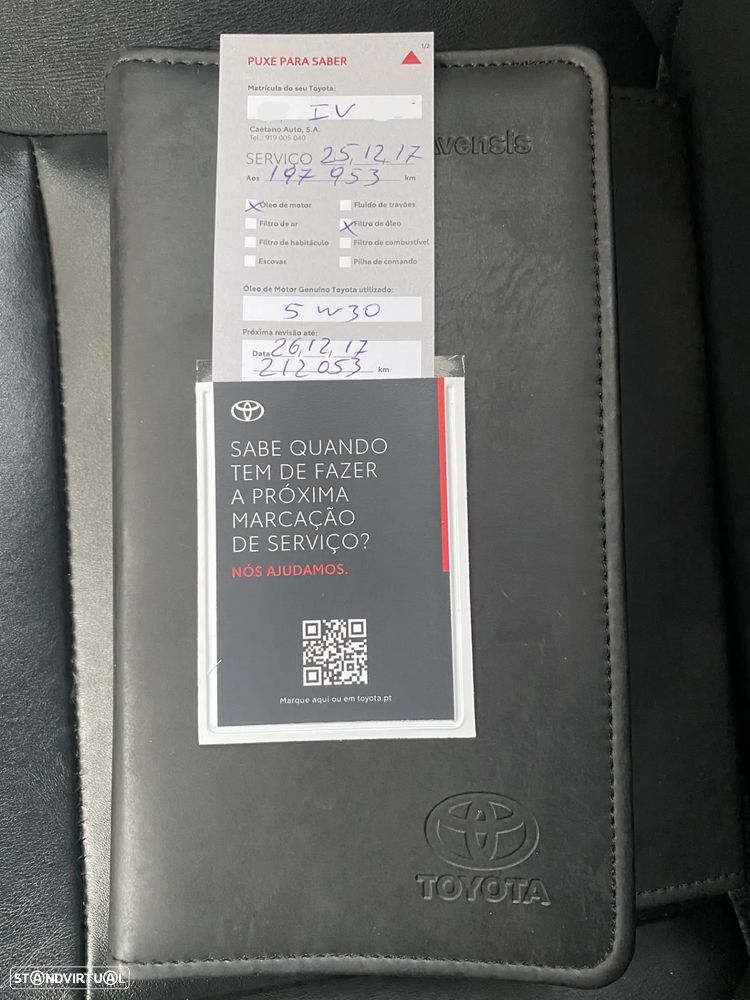 PUXE PARA SABER
1/2
Matrícula do seu Toyota:
IV
Caetano Auto, S.A.
Tel.: 919 005 040
SERVIÇO 25,12,17
Aos 197 953 km
Óleo de motor
Fluido de travões
Filtro de ar
Filtro de óleo
Filtro de habitáculo
Filtro de combustível
Escovas
Pilha de comando
Óleo de Motor Genuíno Toyota utilizado:
5 W30
Próxima revisão até:
Data 26,12,17
212 053 km
Avensis
SABE QUANDO
TEM DE FAZER
A PRÓXIMA
MARCAÇÃO
DE SERVIÇO?
NÓS AJUDAMOS.
Marque aqui ou em toyota.pt
TOYOTA
STANDVIRTUAL